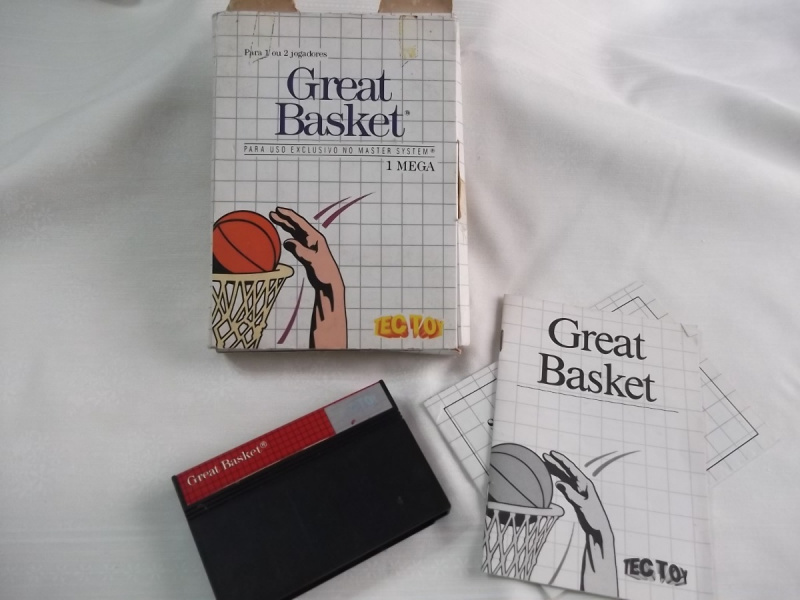 Para 1 ou 2 jogadores
Great
Basket®
PARA USO EXCLUSIVO NO MASTER SYSTEM®
1 MEGA
TEC TOY
Great Basket®
Great
Basket
TEC TOY